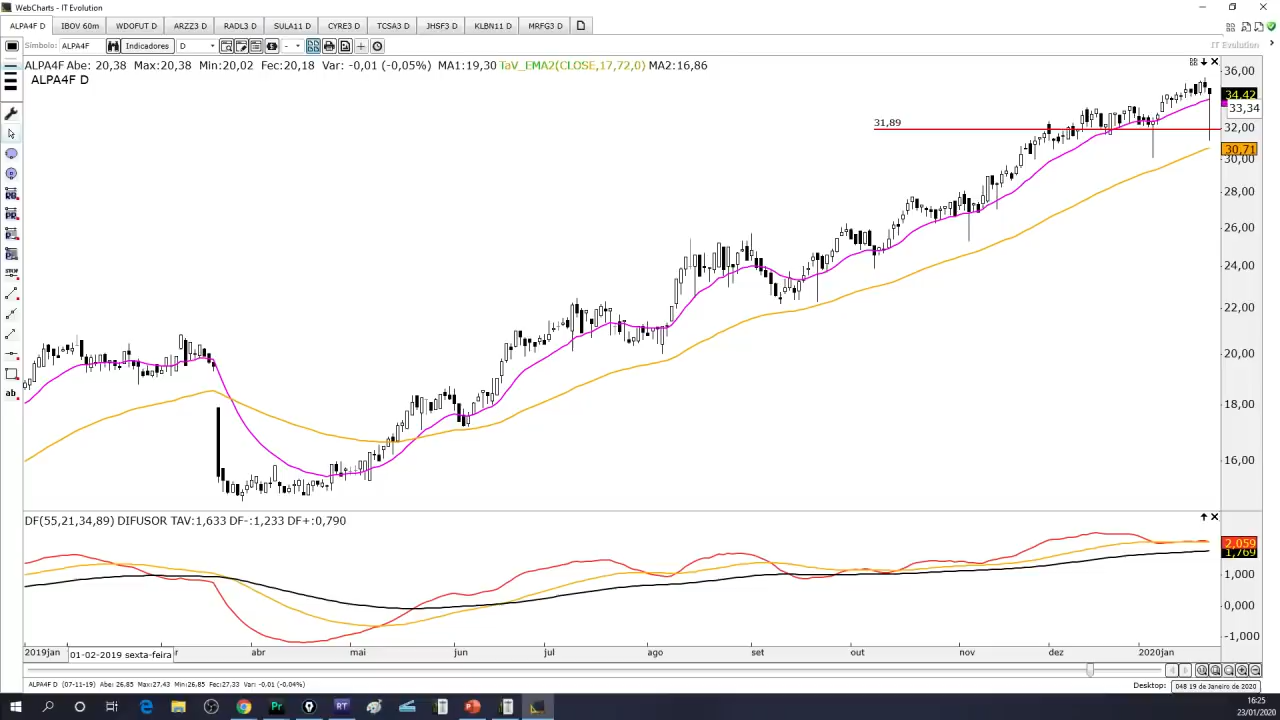 WebCharts - IT Evolution
ALPA4F D IBOV 60m WDOFUT D ARZZ3 D RADL3 D SULA11 D CYRE3 D TCSA3 D JHSF3 D KLBN11 D MRFG3 D
Símbolo: ALPA4F Indicadores D
IT Evolution
ALPA4F Abe: 20,38 Max:20,38 Min:20,02 Fec:20,18 Var: -0,01 (-0,05%) MA1:19,30 TaV_EMA2(CLOSE,17,72,0) MA2:16,86
ALPA4F D
36,00
34,42
33,34
32,00
31,89
30,71
30,00
28,00
26,00
24,00
22,00
20,00
18,00
16,00
STOP
ab
DF(55,21,34,89) DIFUSOR TAV:1,633 DF-:1,233 DF+:0,790
2,059
1,769
1,000
0,000
-1,000
2019jan r abr mai jun jul ago set out nov dez 2020jan
01-02-2019 sexta-feira
ALPA4F D (07-11-19) Abe: 26,85 Max:27,43 Min:26,85 Fec:27,33 Var: -0,01 (-0,04%)
Desktop: 048 19 de Janeiro de 2020
16:25
23/01/2020